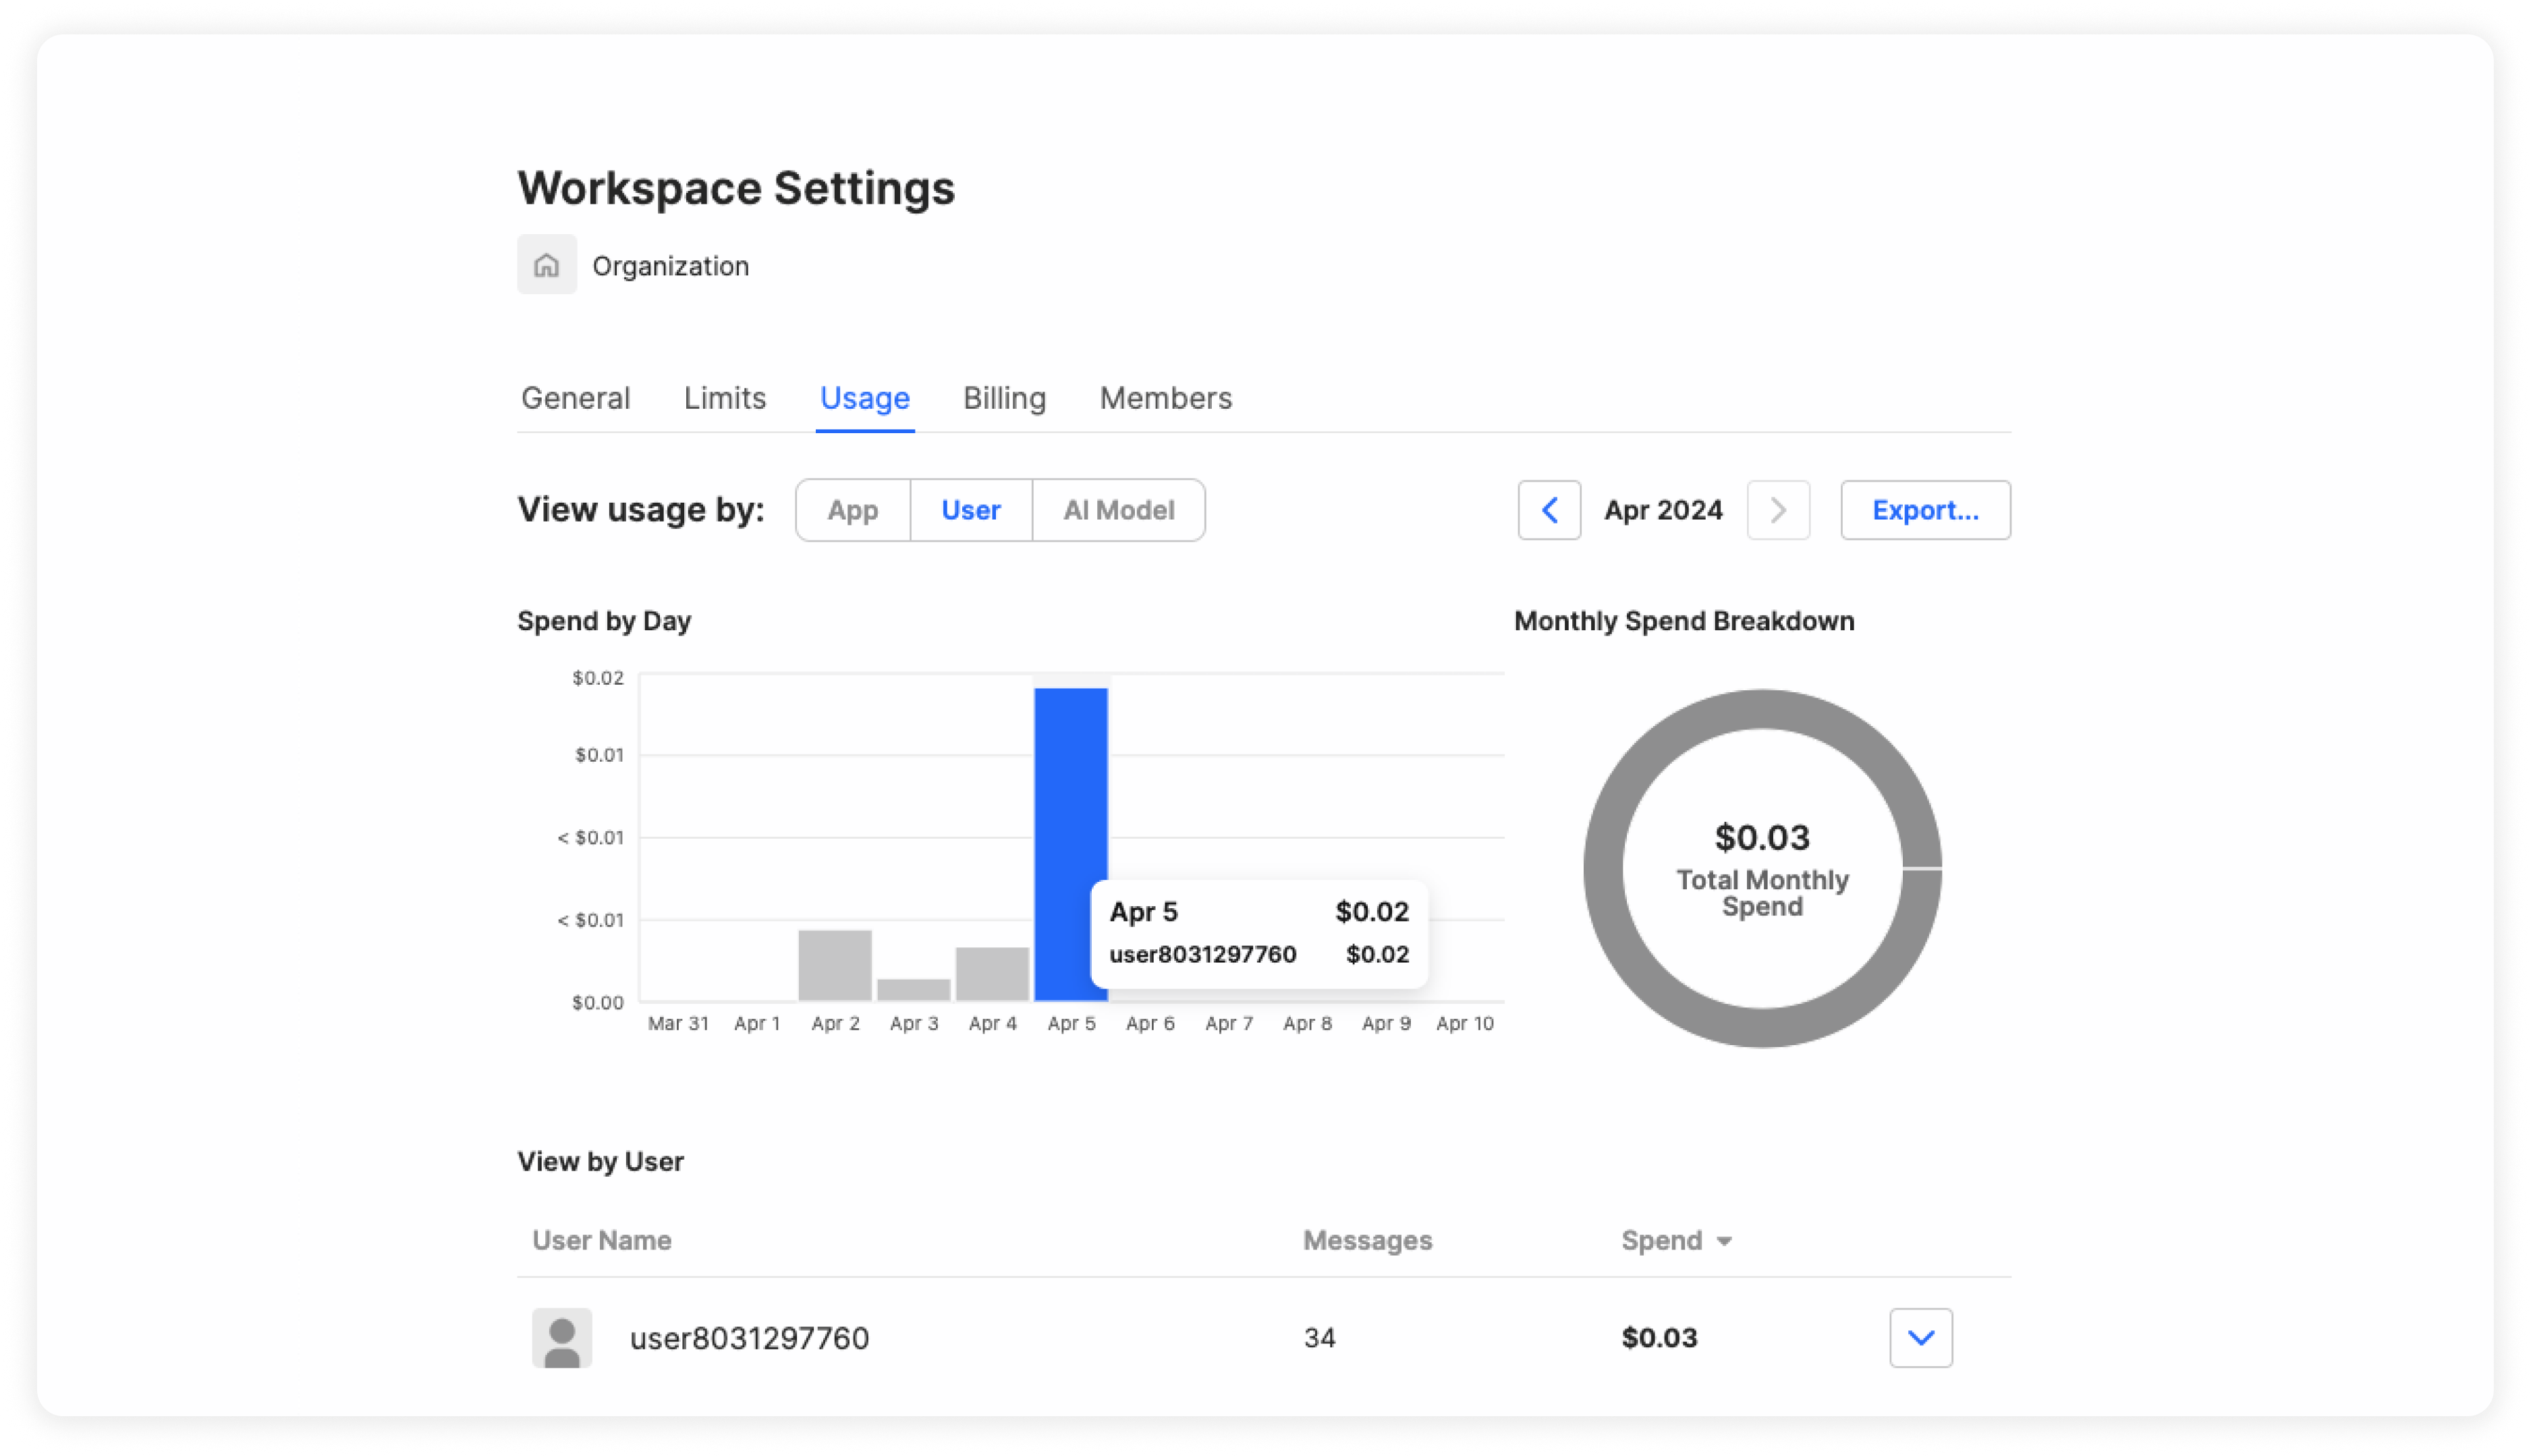 Workspace Settings
Organization
General Limits Usage Billing Members
View usage by: App User AI Model Apr 2024 Export...
Spend by Day
$0.02
$0.01
< $0.01
< $0.01
$0.00
Mar 31 Apr 1 Apr 2 Apr 3 Apr 4 Apr 5 Apr 6 Apr 7 Apr 8 Apr 9 Apr 10
Apr 5 $0.02
user8031297760 $0.02
Monthly Spend Breakdown
$0.03
Total Monthly
Spend
View by User
User Name Messages Spend
user8031297760 34 $0.03